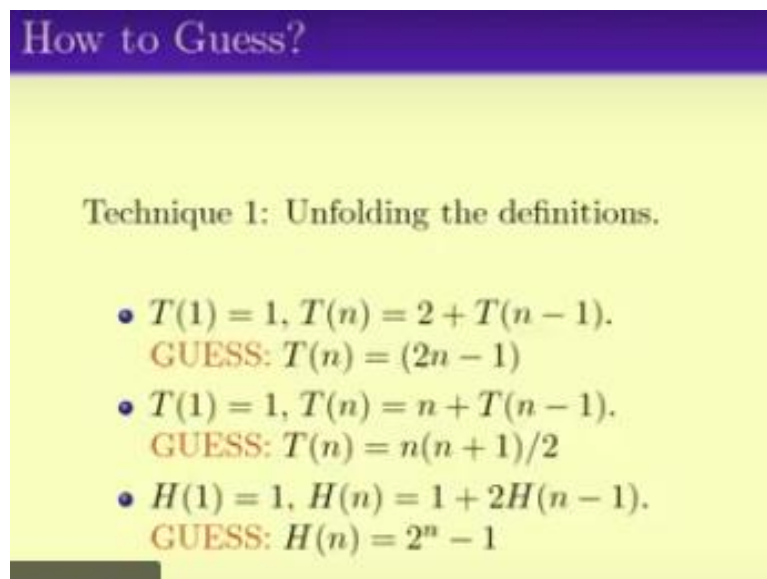 How to Guess?
Technique 1: Unfolding the definitions.
• T(1) = 1, T(n) = 2 + T(n − 1).
GUESS: T(n) = (2n − 1)
• T(1) = 1, T(n) = n + T(n − 1).
GUESS: T(n) = n(n + 1)/2
• H(1) = 1, H(n) = 1 + 2H(n − 1).
GUESS: H(n) = 2ⁿ − 1